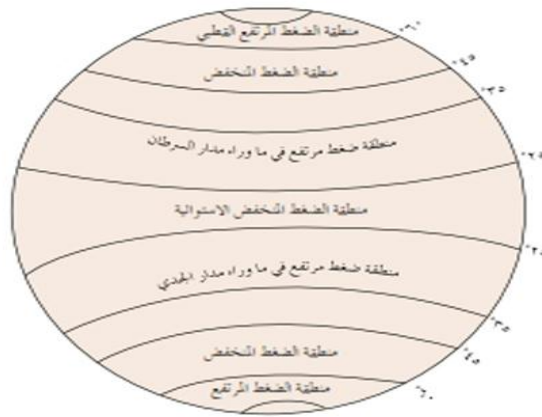 منطقة الضغط المرتفع القطبي
٦٠°
منطقة الضغط المنخفض
٤٥°
٣٥°
منطقة ضغط مرتفع في ما وراء مدار السرطان
٢٥°
منطقة الضغط المنخفض الاستوائية
٢٥°
منطقة ضغط مرتفع في ما وراء مدار الجدي
٣٥°
منطقة الضغط المنخفض
٤٥°
منطقة الضغط المرتفع
٦٠°